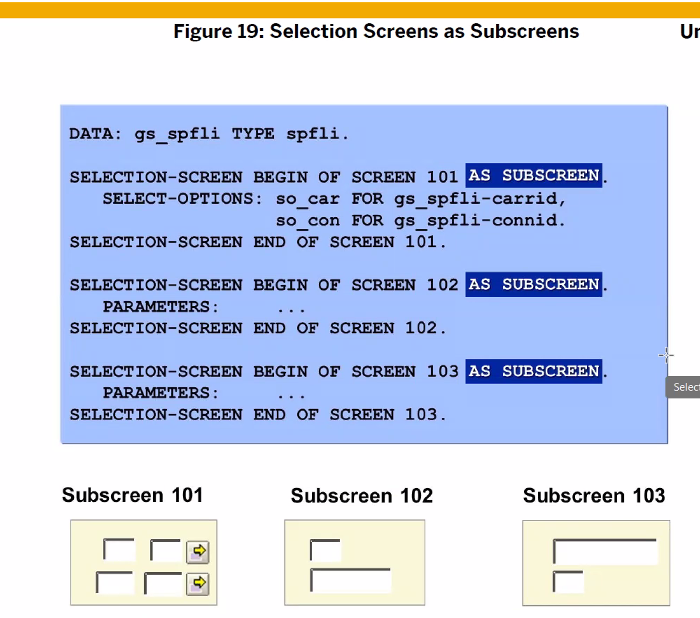 Figure 19: Selection Screens as Subscreens
DATA: gs_spfli TYPE spfli.
SELECTION-SCREEN BEGIN OF SCREEN 101 AS SUBSCREEN.
SELECT-OPTIONS: so_car FOR gs_spfli-carrid,
so_con FOR gs_spfli-connid.
SELECTION-SCREEN END OF SCREEN 101.
SELECTION-SCREEN BEGIN OF SCREEN 102 AS SUBSCREEN.
PARAMETERS: ...
SELECTION-SCREEN END OF SCREEN 102.
SELECTION-SCREEN BEGIN OF SCREEN 103 AS SUBSCREEN.
PARAMETERS: ...
SELECTION-SCREEN END OF SCREEN 103.
Subscreen 101 Subscreen 102 Subscreen 103